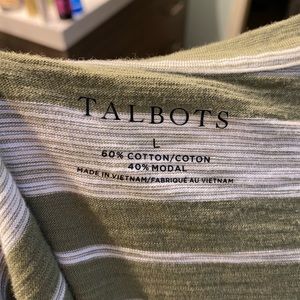 TALBOTS
L
60% COTTON/COTON
40% MODAL
MADE IN VIETNAM/FABRIQUÉ AU VIETNAM